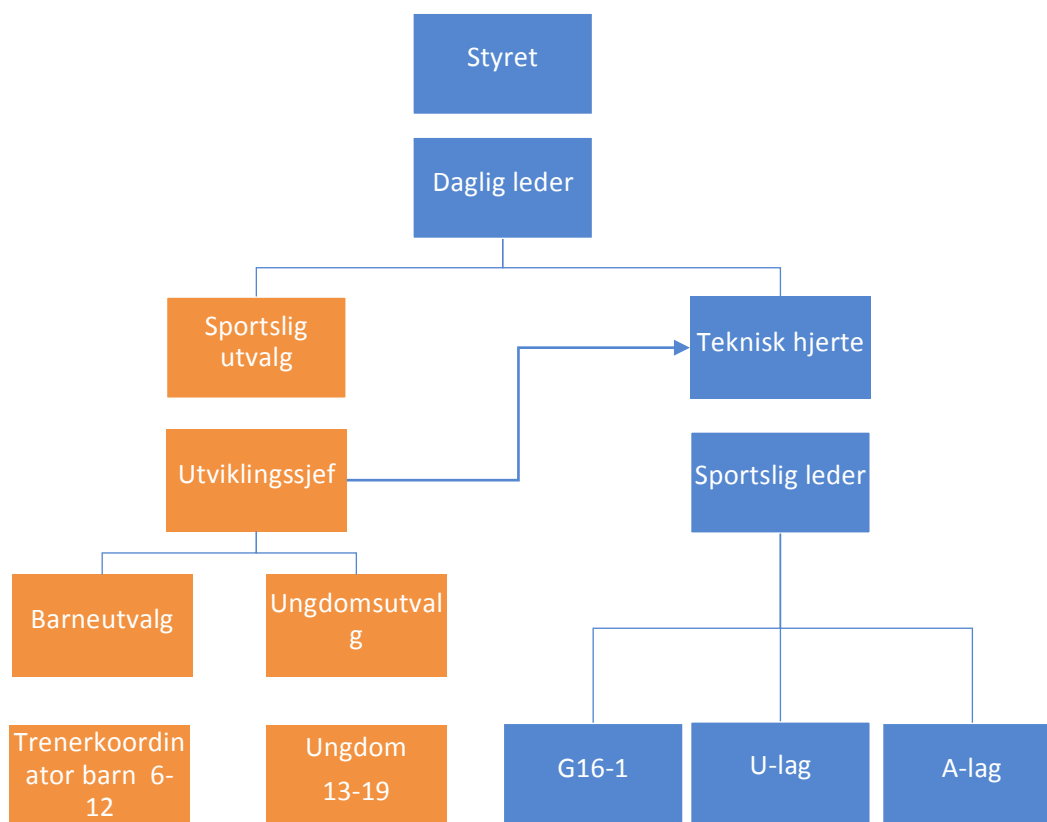 Styret
Daglig leder
Sportslig
utvalg
Teknisk hjerte
Utviklingssjef
Sportslig leder
Barneutvalg
Ungdomsutval
g
Trenerkoordin
ator barn 6-
12
Ungdom
13-19
G16-1
U-lag
A-lag